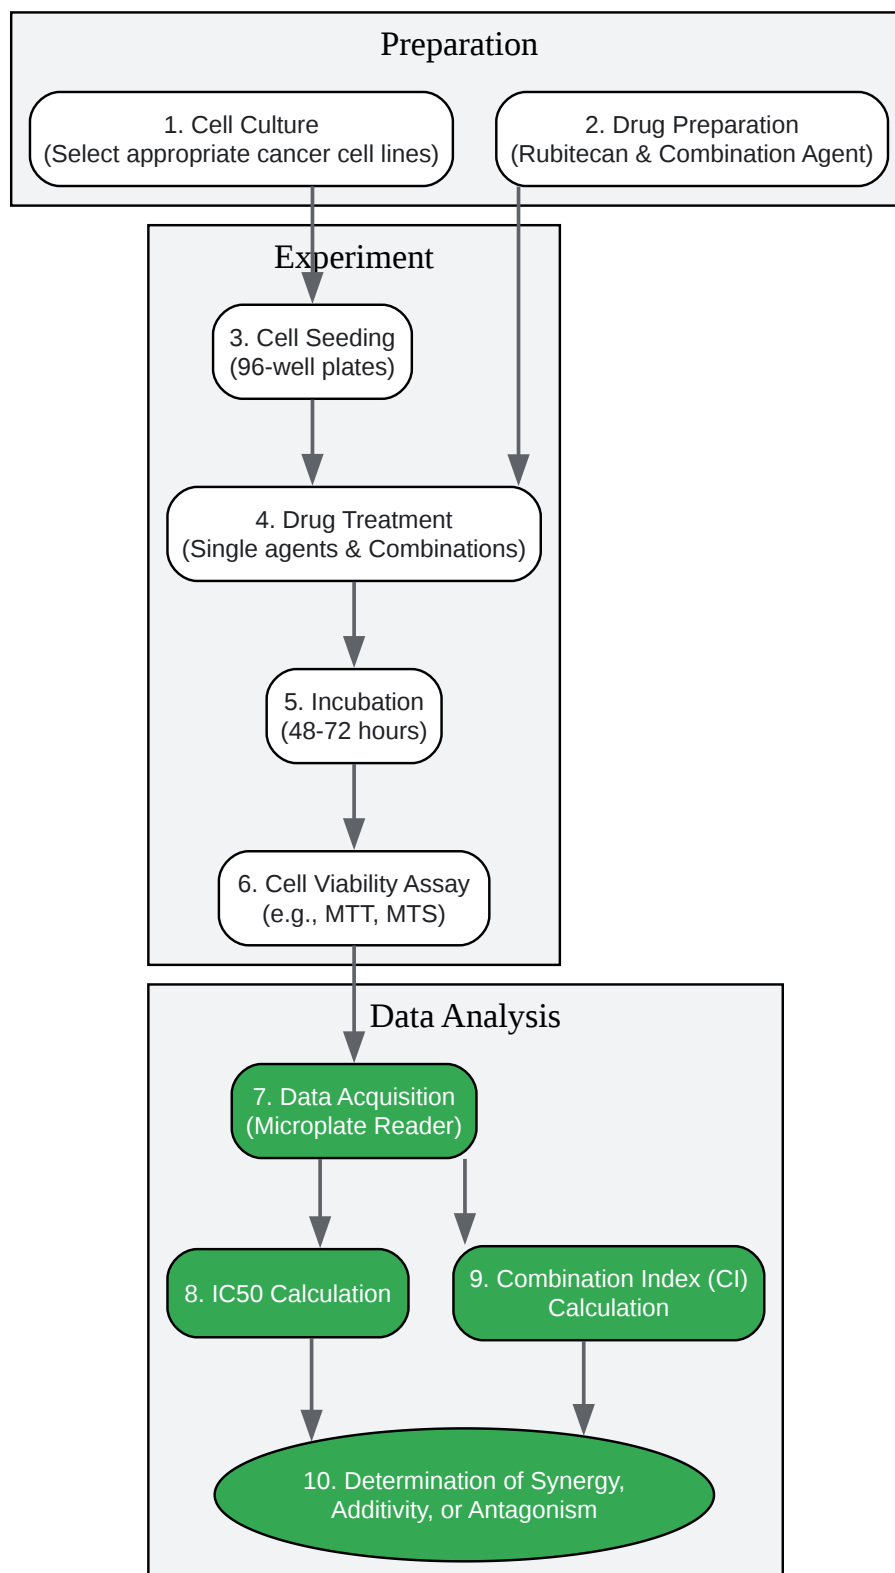 Preparation
1. Cell Culture
(Select appropriate cancer cell lines)
2. Drug Preparation
(Rubitecan & Combination Agent)
Experiment
3. Cell Seeding
(96-well plates)
4. Drug Treatment
(Single agents & Combinations)
5. Incubation
(48-72 hours)
6. Cell Viability Assay
(e.g., MTT, MTS)
Data Analysis
7. Data Acquisition
(Microplate Reader)
8. IC50 Calculation
9. Combination Index (CI)
Calculation
10. Determination of Synergy,
Additivity, or Antagonism